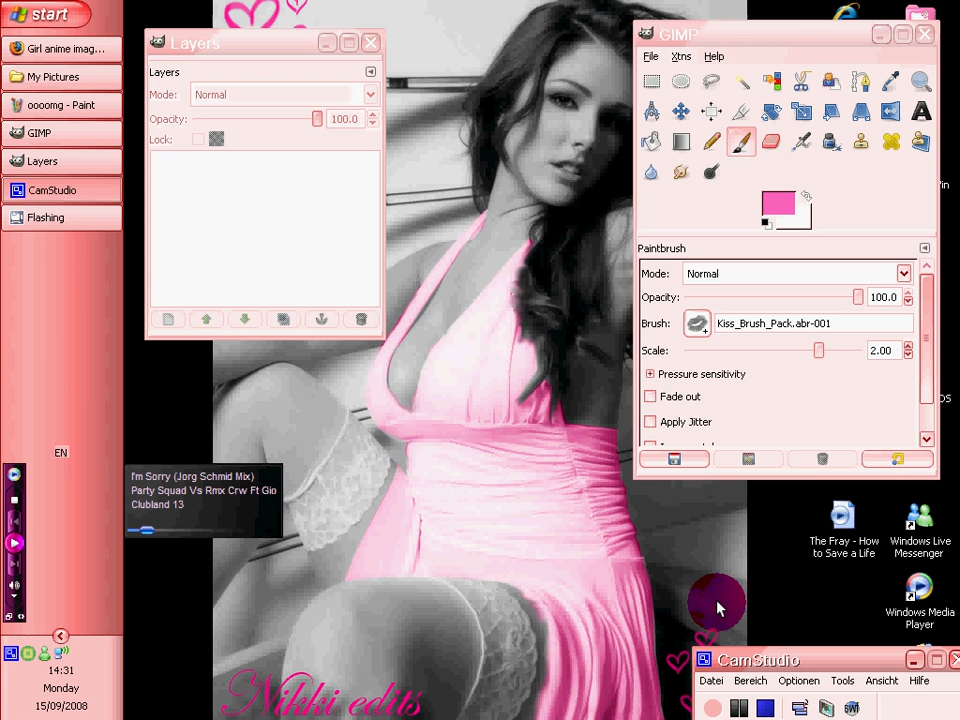 start
Girl anime imag...
My Pictures
oooomg - Paint
GIMP
Layers
CamStudio
Flashing
EN
14:31
Monday
15/09/2008
Layers
Layers
Mode: Normal
Opacity: 100.0
Lock:
I'm Sorry (Jorg Schmid Mix)
Party Squad Vs Rmx Crw Ft Gio
Clubland 13
Nikki edits
GIMP
File Xtns Help
Paintbrush
Mode: Normal
Opacity: 100.0
Brush: Kiss_Brush_Pack.abr-001
Scale: 2.00
Pressure sensitivity
Fade out
Apply Jitter
The Fray - How
to Save a Life
Windows Live
Messenger
Windows Media
Player
CamStudio
Datei Bereich Optionen Tools Ansicht Hilfe